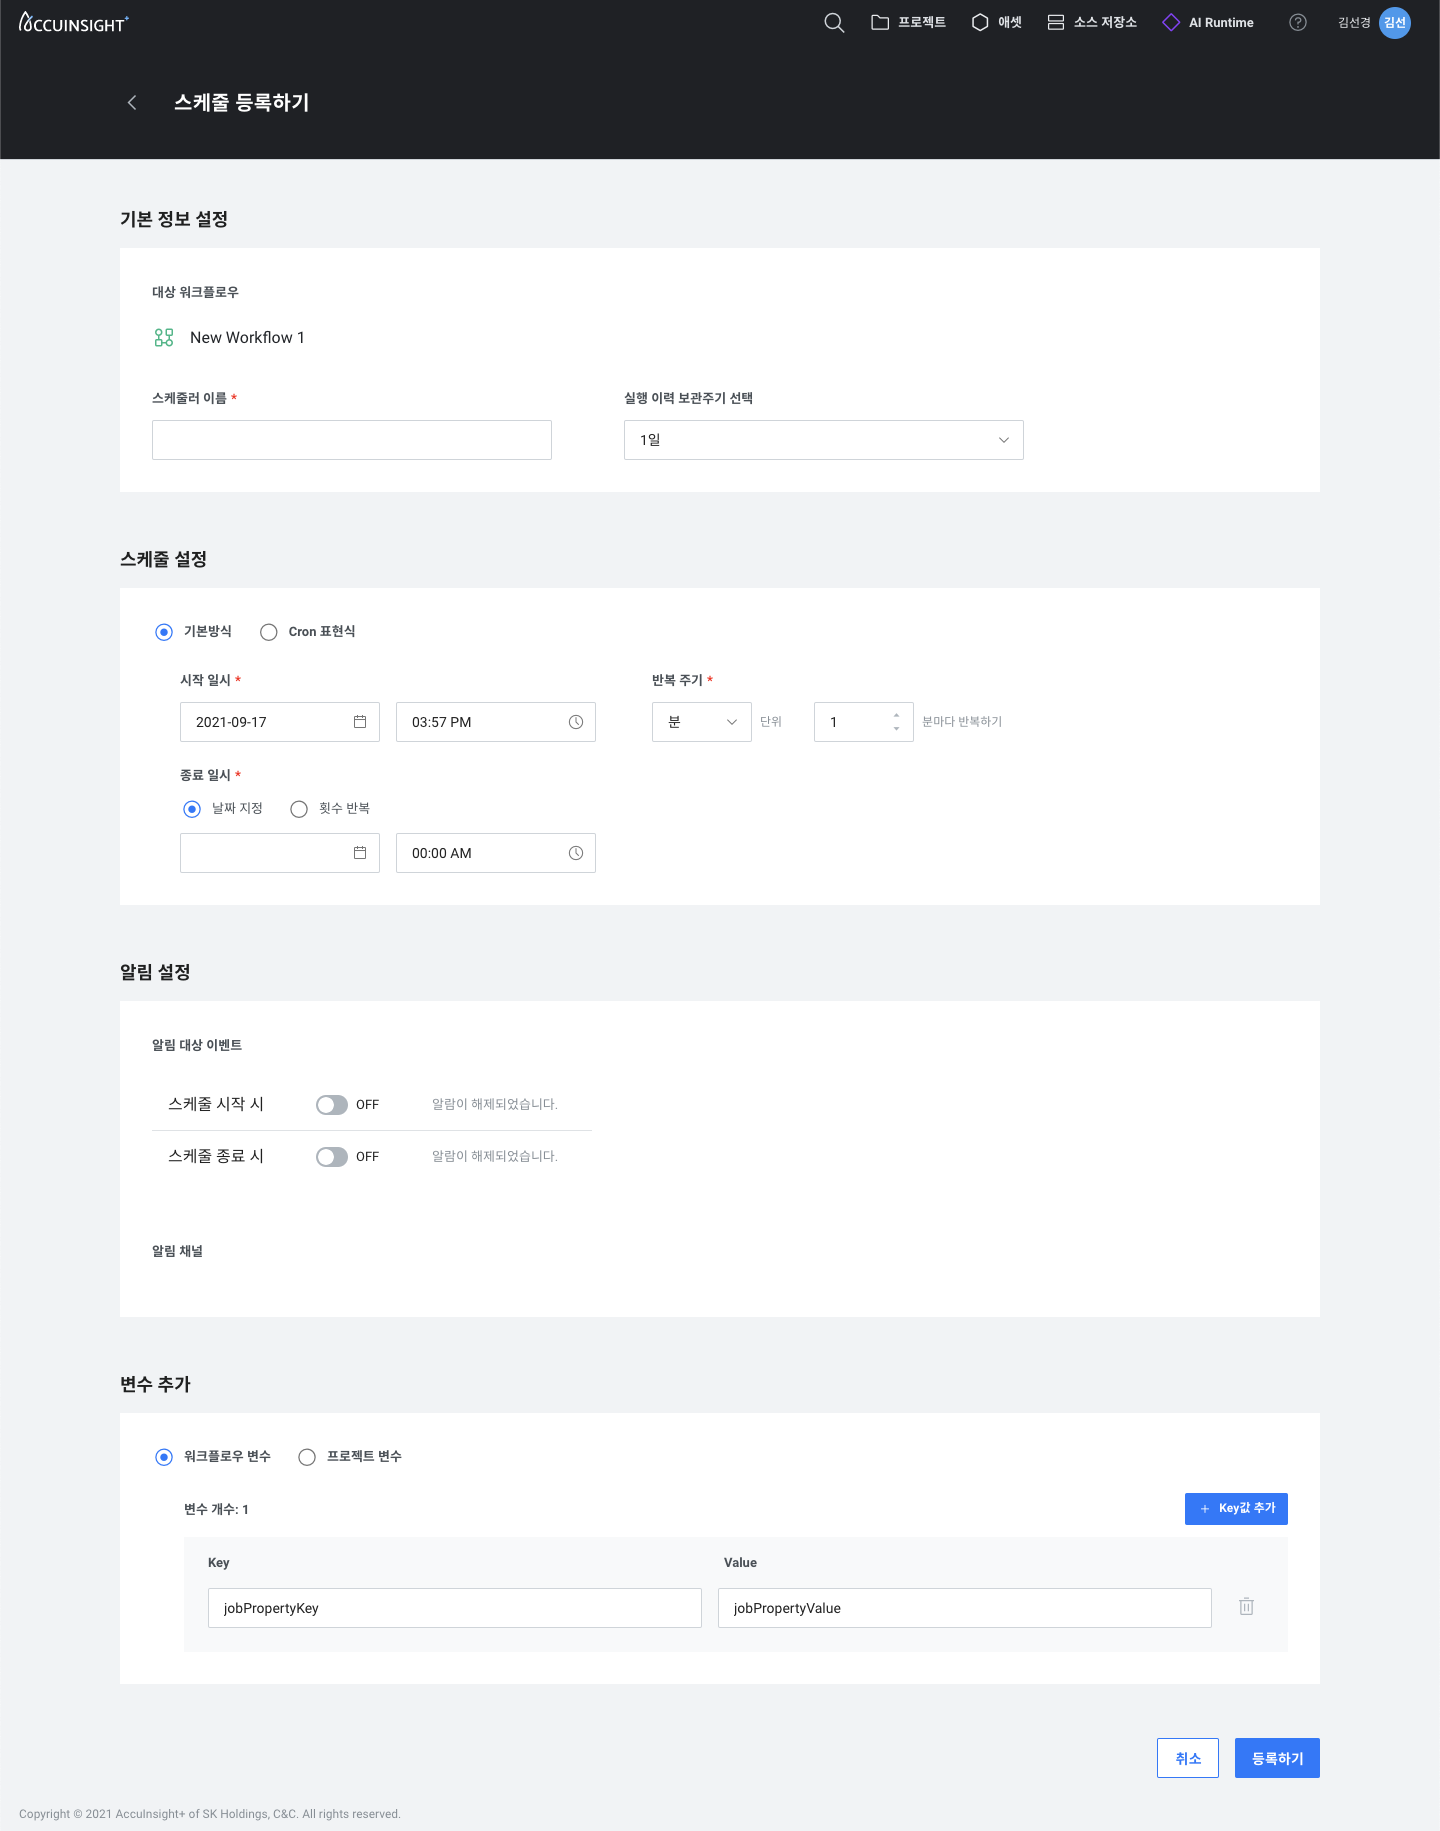 ACCUINSIGHT+
프로젝트
애셋
소스 저장소
AI Runtime
김선경
김선
스케줄 등록하기
기본 정보 설정
대상 워크플로우
New Workflow 1
스케줄러 이름 *
실행 이력 보관주기 선택
1일
스케줄 설정
기본방식
Cron 표현식
시작 일시 *
반복 주기 *
2021-09-17
03:57 PM
분
단위
1
분마다 반복하기
종료 일시 *
날짜 지정
횟수 반복
00:00 AM
알림 설정
알림 대상 이벤트
스케줄 시작 시
OFF
알람이 해제되었습니다.
스케줄 종료 시
OFF
알람이 해제되었습니다.
알림 채널
변수 추가
워크플로우 변수
프로젝트 변수
변수 개수: 1
+ Key값 추가
Key
Value
jobPropertyKey
jobPropertyValue
취소
등록하기
Copyright © 2021 AccuInsight+ of SK Holdings, C&C. All rights reserved.